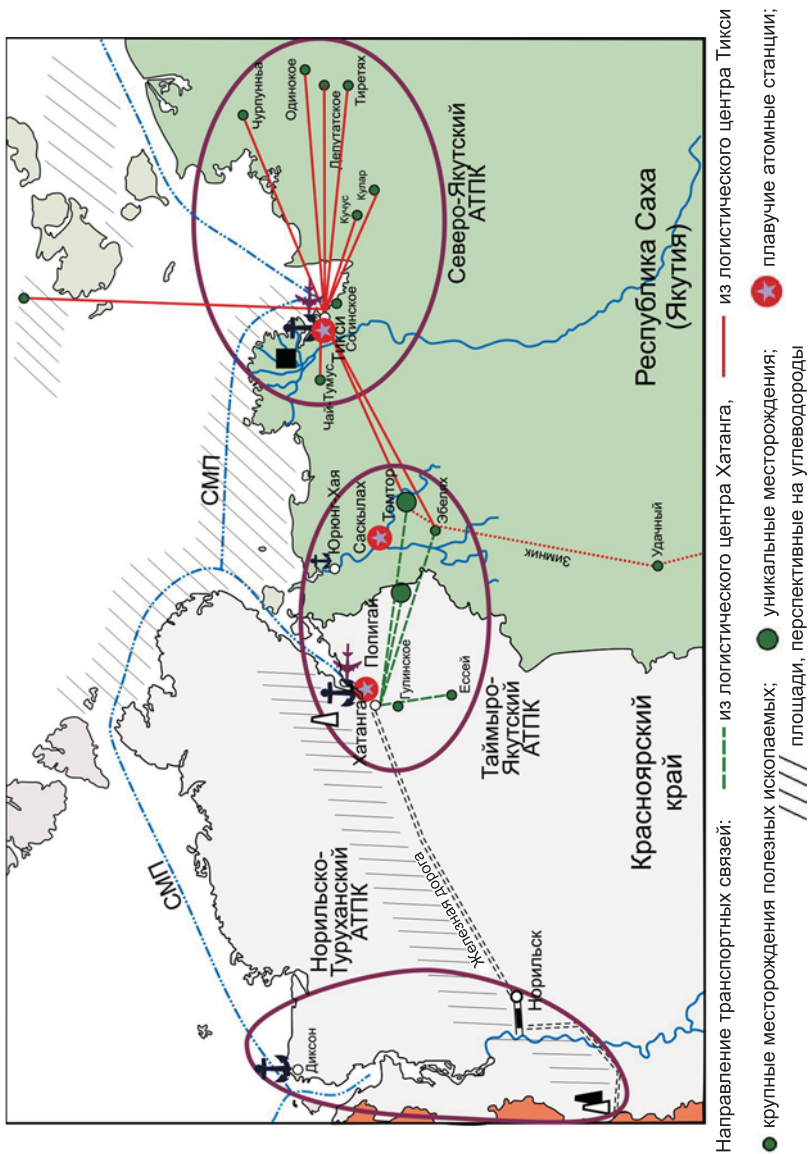 СМП
СМП
Диксон
Норильско-
Туруханский
АТПК
Норильск
Железная дорога
Красноярский
край
Хатанга
Попигай
Гулинское
Ессей
Таймыро-
Якутский
АТПК
Юрюнг-Хая
Саскылах
Томтор
Эбелях
Зимник
Удачный
Чай-Тумус
Тикси
Согинское
Кучус
Кулар
Чурпуннья
Одинокое
Депутатское
Тиретях
Северо-Якутский
АТПК
Республика Саха
(Якутия)
Направление транспортных связей: из логистического центра Хатанга, из логистического центра Тикси
крупные месторождения полезных ископаемых; уникальные месторождения; плавучие атомные станции;
площади, перспективные на углеводороды